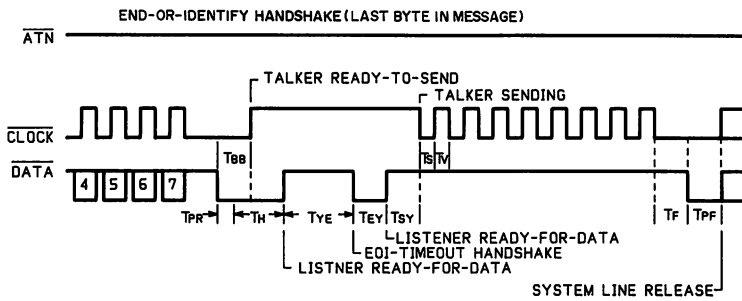 END-OR-IDENTIFY HANDSHAKE (LAST BYTE IN MESSAGE)
ATN
TALKER READY-TO-SEND
TALKER SENDING
CLOCK
TBB
TS TV
DATA
4 5 6 7
TPR TH TYE TEY TSY TF TPF
LISTENER READY-FOR-DATA
EOI-TIMEOUT HANDSHAKE
LISTNER READY-FOR-DATA
SYSTEM LINE RELEASE